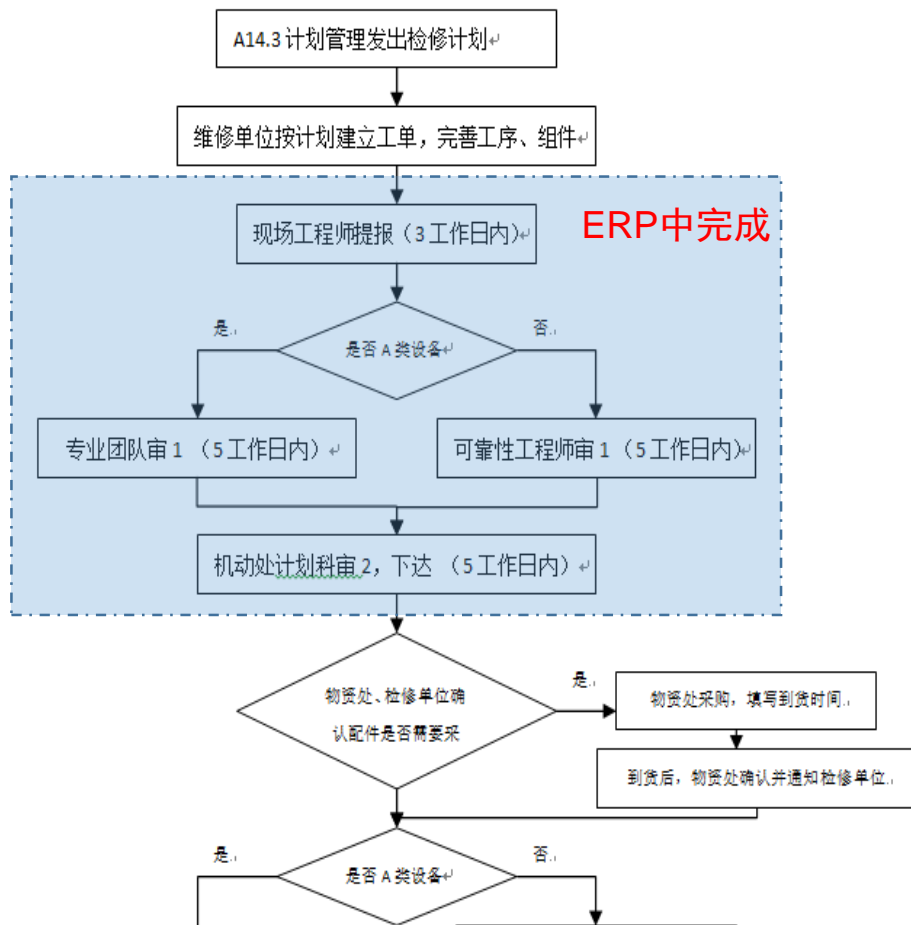 A14.3 计划管理发出检修计划
维修单位按计划建立工单，完善工序、组件
ERP中完成
现场工程师提报（3工作日内）
是
否
是否 A 类设备
专业团队审 1 （5工作日内）
可靠性工程师审 1（5工作日内）
机动处计划科审 2，下达 （5工作日内）
物资处、检修单位确
认配件是否需要采
是
物资处采购，填写到货时间
到货后，物资处确认并通知检修单位
是
否
是否 A 类设备